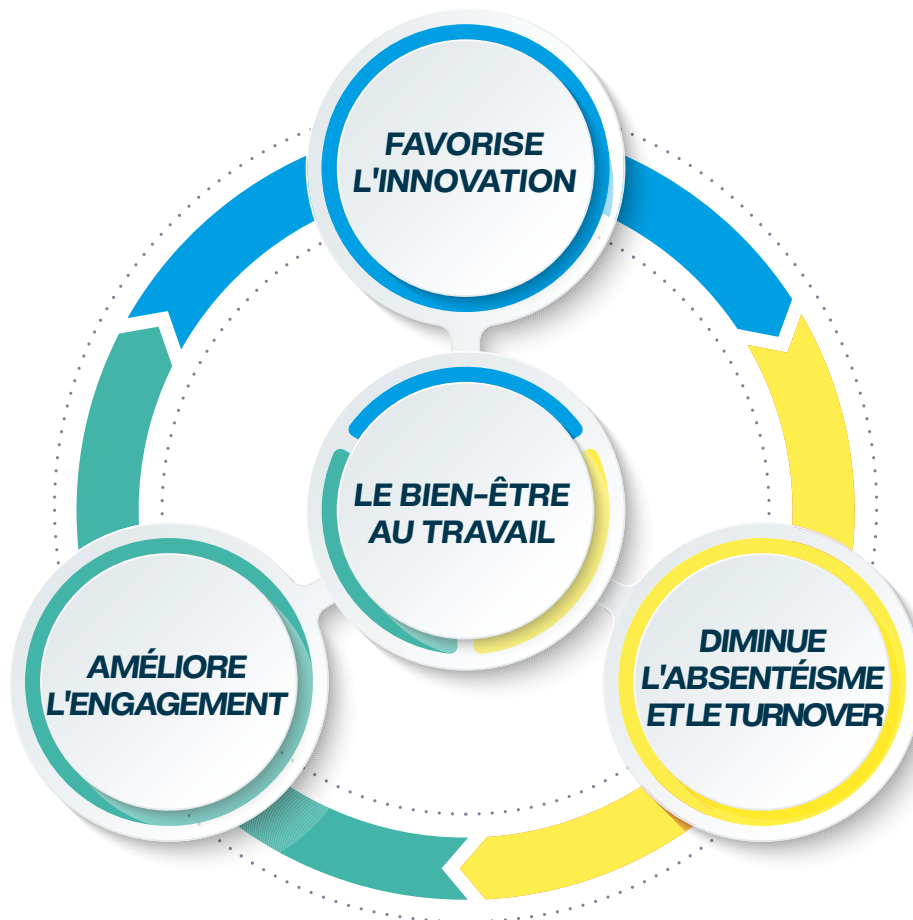 FAVORISE
L'INNOVATION
LE BIEN-ÊTRE
AU TRAVAIL
AMÉLIORE
L'ENGAGEMENT
DIMINUE
L'ABSENTÉISME
ET LE TURNOVER